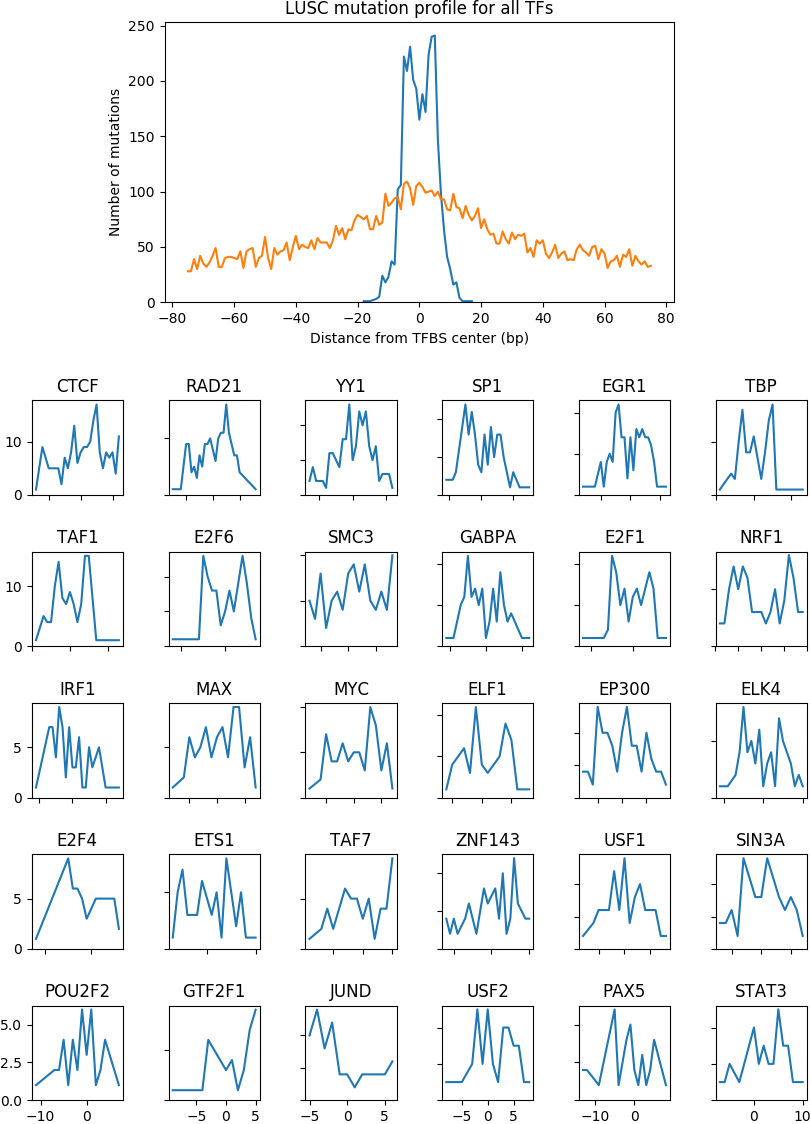 LUSC mutation profile for all TFs
Number of mutations
250
200
150
100
50
0
−80 −60 −40 −20 0 20 40 60 80
Distance from TFBS center (bp)
CTCF RAD21 YY1 SP1 EGR1 TBP
10
0
TAF1 E2F6 SMC3 GABPA E2F1 NRF1
10
0
IRF1 MAX MYC ELF1 EP300 ELK4
5
0
E2F4 ETS1 TAF7 ZNF143 USF1 SIN3A
5
0
POU2F2 GTF2F1 JUND USF2 PAX5 STAT3
5.0
2.5
0.0
−10 0 −5 0 5 −5 0 5 −5 0 5 −10 0 0 10